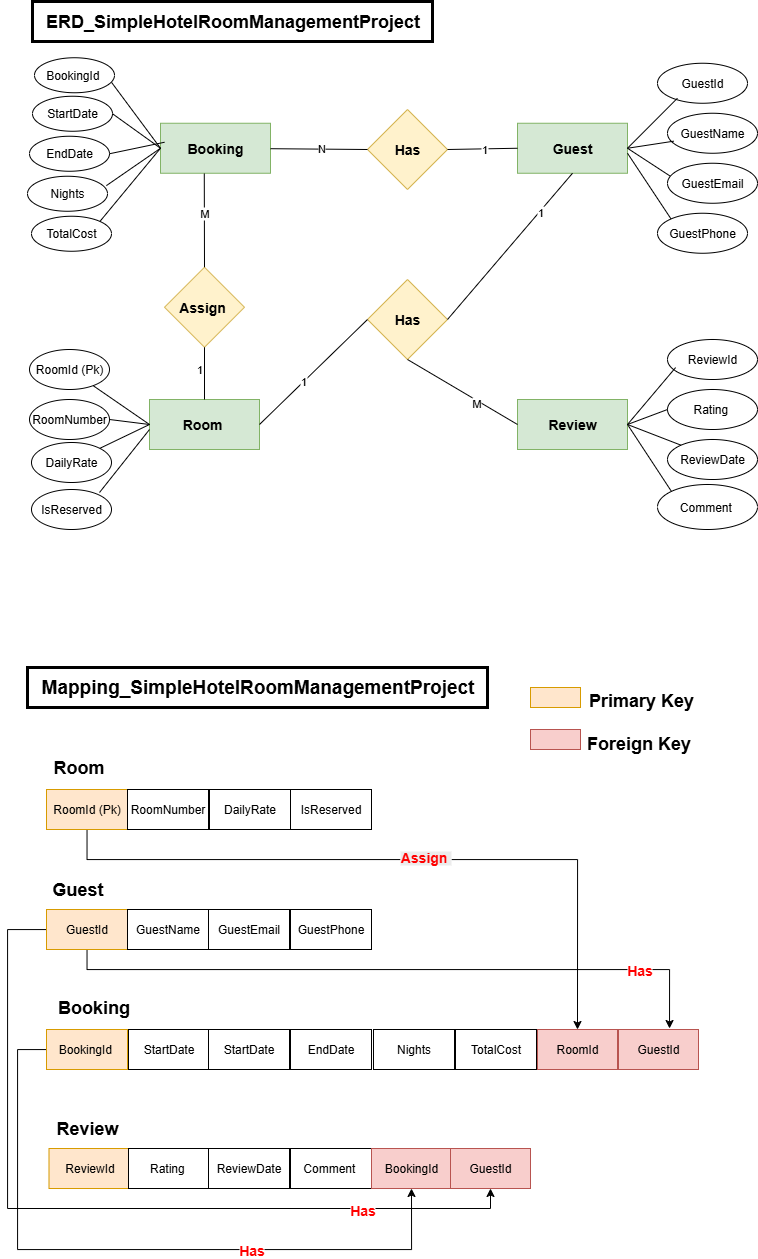 ERD_SimpleHotelRoomManagementProject
BookingId
StartDate
EndDate
Nights
TotalCost
Booking
N
Has
1
Guest
GuestId
GuestName
GuestEmail
GuestPhone
M
Assign
1
1
Has
1
M
RoomId (Pk)
RoomNumber
DailyRate
IsReserved
Room
Review
ReviewId
Rating
ReviewDate
Comment
Mapping_SimpleHotelRoomManagementProject
Primary Key
Foreign Key
Room
RoomId (Pk) RoomNumber DailyRate IsReserved
Assign
Guest
GuestId GuestName GuestEmail GuestPhone
Has
Booking
BookingId StartDate StartDate EndDate Nights TotalCost RoomId GuestId
Review
ReviewId Rating ReviewDate Comment BookingId GuestId
Has
Has